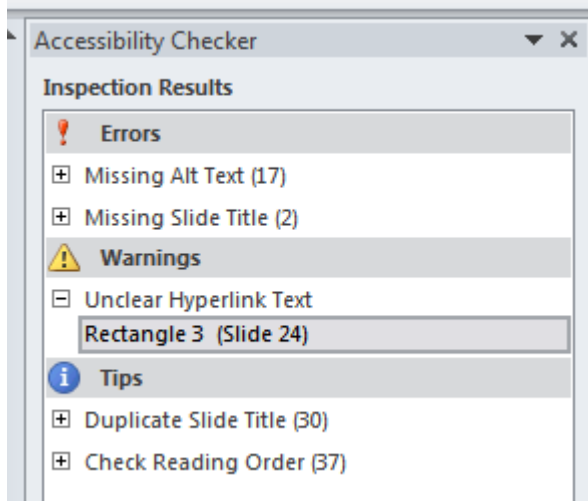 Accessibility Checker
Inspection Results
Errors
Missing Alt Text (17)
Missing Slide Title (2)
Warnings
Unclear Hyperlink Text
Rectangle 3 (Slide 24)
Tips
Duplicate Slide Title (30)
Check Reading Order (37)